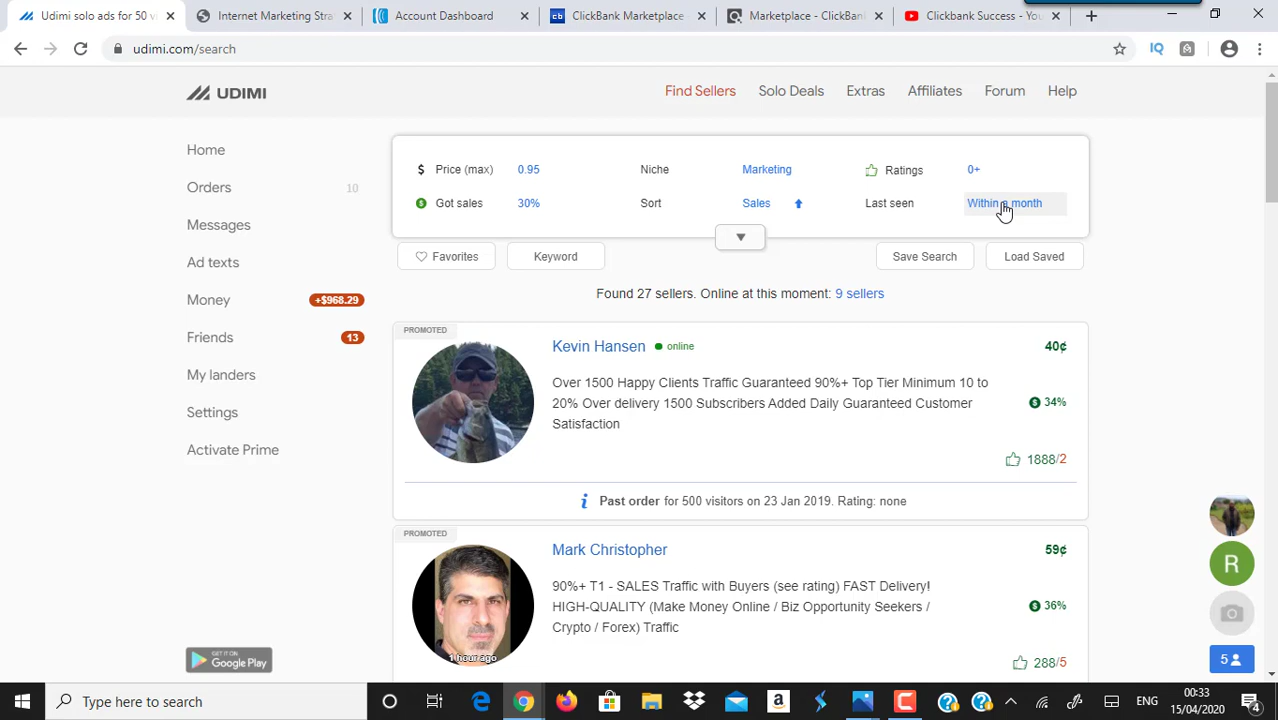 Udimi solo ads for 50 v
Internet Marketing Stra
Account Dashboard
ClickBank Marketplace -
Marketplace - ClickBan
Clickbank Success - You
udimi.com/search
IQ
UDIMI
Find Sellers
Solo Deals
Extras
Affiliates
Forum
Help
Home
Orders 10
Messages
Ad texts
Money +$968.29
Friends 13
My landers
Settings
Activate Prime
GET IT ON
Google Play
$ Price (max) 0.95 Niche Marketing Ratings 0+
Got sales 30% Sort Sales Last seen Within a month
Favorites
Keyword
Save Search
Load Saved
Found 27 sellers. Online at this moment: 9 sellers
PROMOTED
Kevin Hansen online 40¢
Over 1500 Happy Clients Traffic Guaranteed 90%+ Top Tier Minimum 10 to
20% Over delivery 1500 Subscribers Added Daily Guaranteed Customer
Satisfaction
34%
1888/2
Past order for 500 visitors on 23 Jan 2019. Rating: none
PROMOTED
Mark Christopher 59¢
90%+ T1 - SALES Traffic with Buyers (see rating) FAST Delivery!
HIGH-QUALITY (Make Money Online / Biz Opportunity Seekers /
Crypto / Forex) Traffic
36%
1 hour ago
288/5
R
5
Type here to search
ENG
00:33
15/04/2020
4